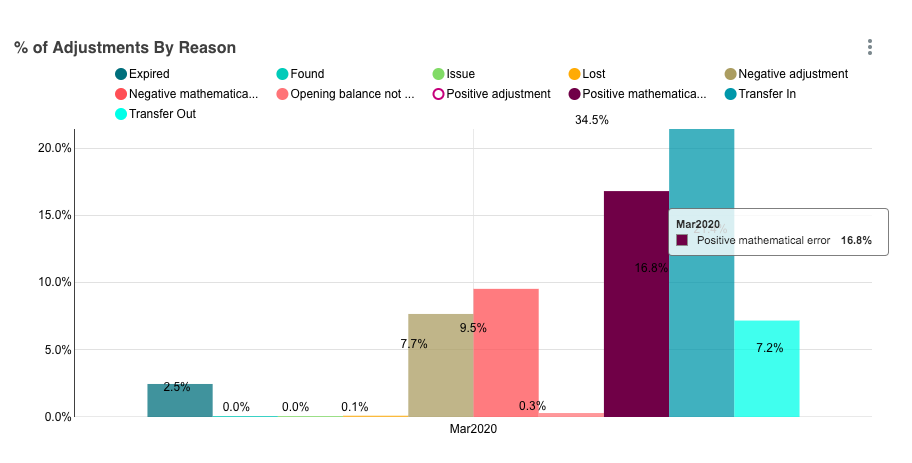 % of Adjustments By Reason
Expired Found Issue Lost Negative adjustment
Negative mathematica... Opening balance not ... Positive adjustment Positive mathematica... Transfer In
Transfer Out
34.5%
20.0%
15.0%
Mar2020
Positive mathematical error 16.8%
16.8%
10.0%
9.5%
7.7%
5.0%
7.2%
2.5%
0.0% 0.0% 0.1% 0.3%
0.0%
Mar2020